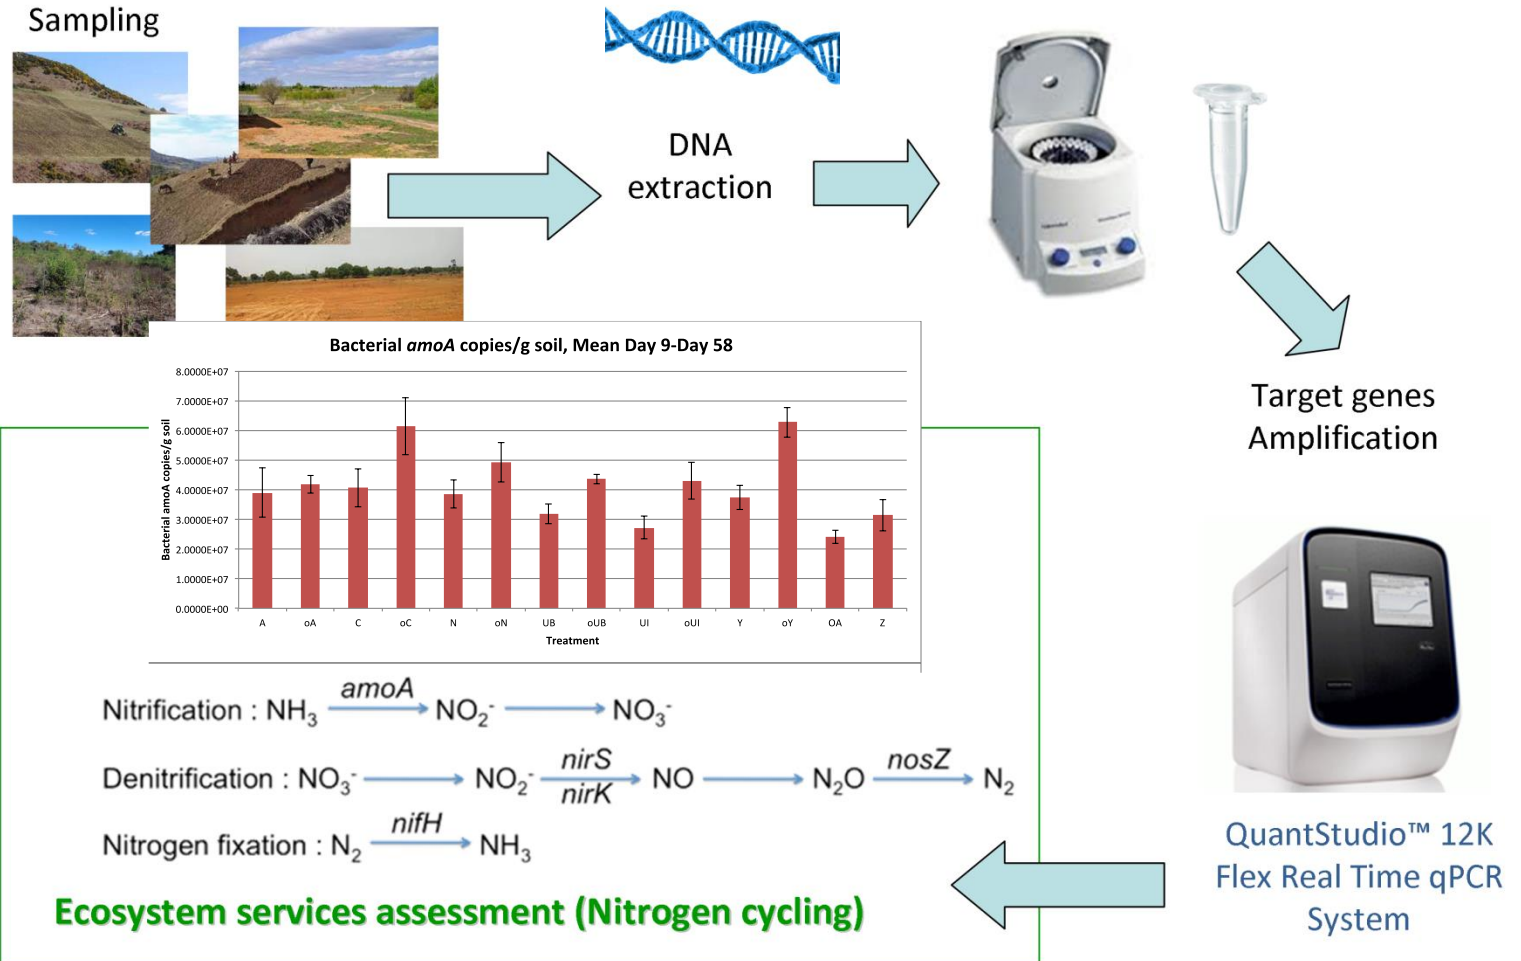 Sampling
DNA
extraction
Bacterial amoA copies/g soil, Mean Day 9-Day 58
Bacterial amoA copies/g soil
8.0000E+07
7.0000E+07
6.0000E+07
5.0000E+07
4.0000E+07
3.0000E+07
2.0000E+07
1.0000E+07
0.0000E+00
A oA C oC N oN UB oUB UI oUI Y oY OA Z
Treatment
Target genes
Amplification
Nitrification : NH₃ amoA NO₂⁻ NO₃⁻
Denitrification : NO₃⁻ NO₂⁻ nirS nirK NO N₂O nosZ N₂
Nitrogen fixation : N₂ nifH NH₃
Ecosystem services assessment (Nitrogen cycling)
QuantStudio™ 12K
Flex Real Time qPCR
System